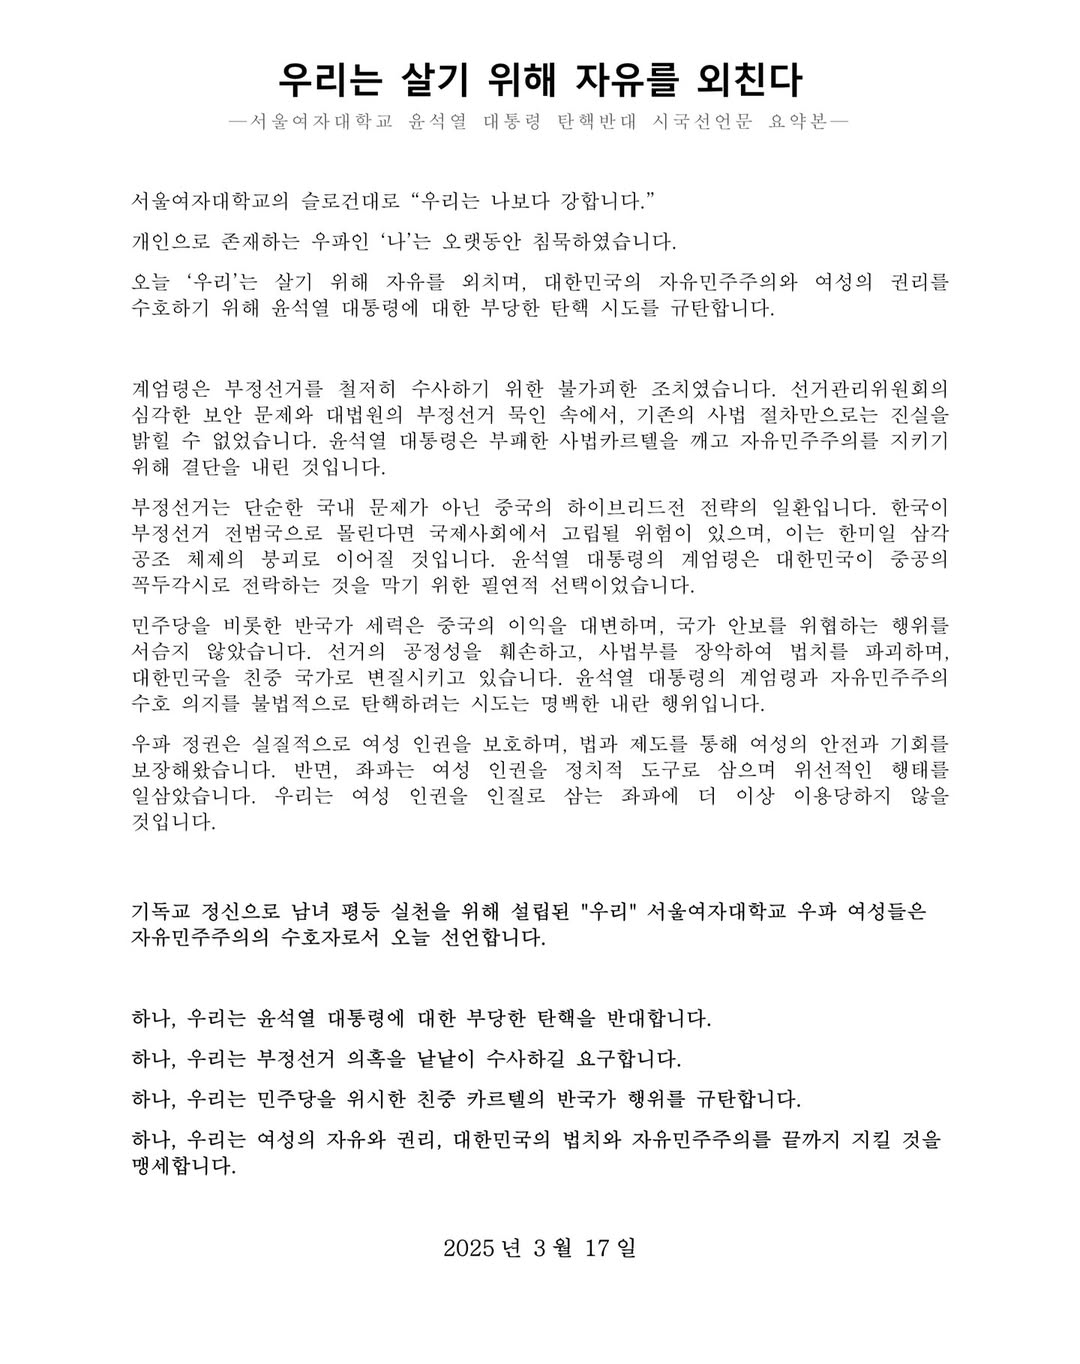 우리는 살기 위해 자유를 외친다
―서울여자대학교 윤석열 대통령 탄핵반대 시국선언문 요약본―
서울여자대학교의 슬로건대로 “우리는 나보다 강합니다.”
개인으로 존재하는 우파인 ‘나’는 오랫동안 침묵하였습니다.
오늘 ‘우리’는 살기 위해 자유를 외치며, 대한민국의 자유민주주의와 여성의 권리를
수호하기 위해 윤석열 대통령에 대한 부당한 탄핵 시도를 규탄합니다.
계엄령은 부정선거를 철저히 수사하기 위한 불가피한 조치였습니다. 선거관리위원회의
심각한 보안 문제와 대법원의 부정선거 묵인 속에서, 기존의 사법 절차만으로는 진실을
밝힐 수 없었습니다. 윤석열 대통령은 부패한 사법카르텔을 깨고 자유민주주의를 지키기
위해 결단을 내린 것입니다.
부정선거는 단순한 국내 문제가 아닌 중국의 하이브리드전 전략의 일환입니다. 한국이
부정선거 전범국으로 몰린다면 국제사회에서 고립될 위험이 있으며, 이는 한미일 삼각
공조 체제의 붕괴로 이어질 것입니다. 윤석열 대통령의 계엄령은 대한민국이 중공의
꼭두각시로 전락하는 것을 막기 위한 필연적 선택이었습니다.
민주당을 비롯한 반국가 세력은 중국의 이익을 대변하며, 국가 안보를 위협하는 행위를
서슴지 않았습니다. 선거의 공정성을 훼손하고, 사법부를 장악하여 법치를 파괴하며,
대한민국을 친중 국가로 변질시키고 있습니다. 윤석열 대통령의 계엄령과 자유민주주의
수호 의지를 불법적으로 탄핵하려는 시도는 명백한 내란 행위입니다.
우파 정권은 실질적으로 여성 인권을 보호하며, 법과 제도를 통해 여성의 안전과 기회를
보장해왔습니다. 반면, 좌파는 여성 인권을 정치적 도구로 삼으며 위선적인 행태를
일삼았습니다. 우리는 여성 인권을 인질로 삼는 좌파에 더 이상 이용당하지 않을
것입니다.
기독교 정신으로 남녀 평등 실천을 위해 설립된 "우리" 서울여자대학교 우파 여성들은
자유민주주의의 수호자로서 오늘 선언합니다.
하나, 우리는 윤석열 대통령에 대한 부당한 탄핵을 반대합니다.
하나, 우리는 부정선거 의혹을 낱낱이 수사하길 요구합니다.
하나, 우리는 민주당을 위시한 친중 카르텔의 반국가 행위를 규탄합니다.
하나, 우리는 여성의 자유와 권리, 대한민국의 법치와 자유민주주의를 끝까지 지킬 것을
맹세합니다.
2025년 3월 17일